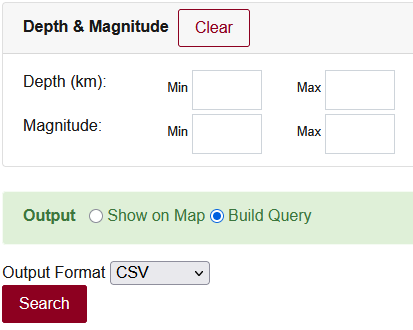 Depth & Magnitude Clear
Depth (km): Min Max
Magnitude: Min Max
Output Show on Map Build Query
Output Format CSV
Search